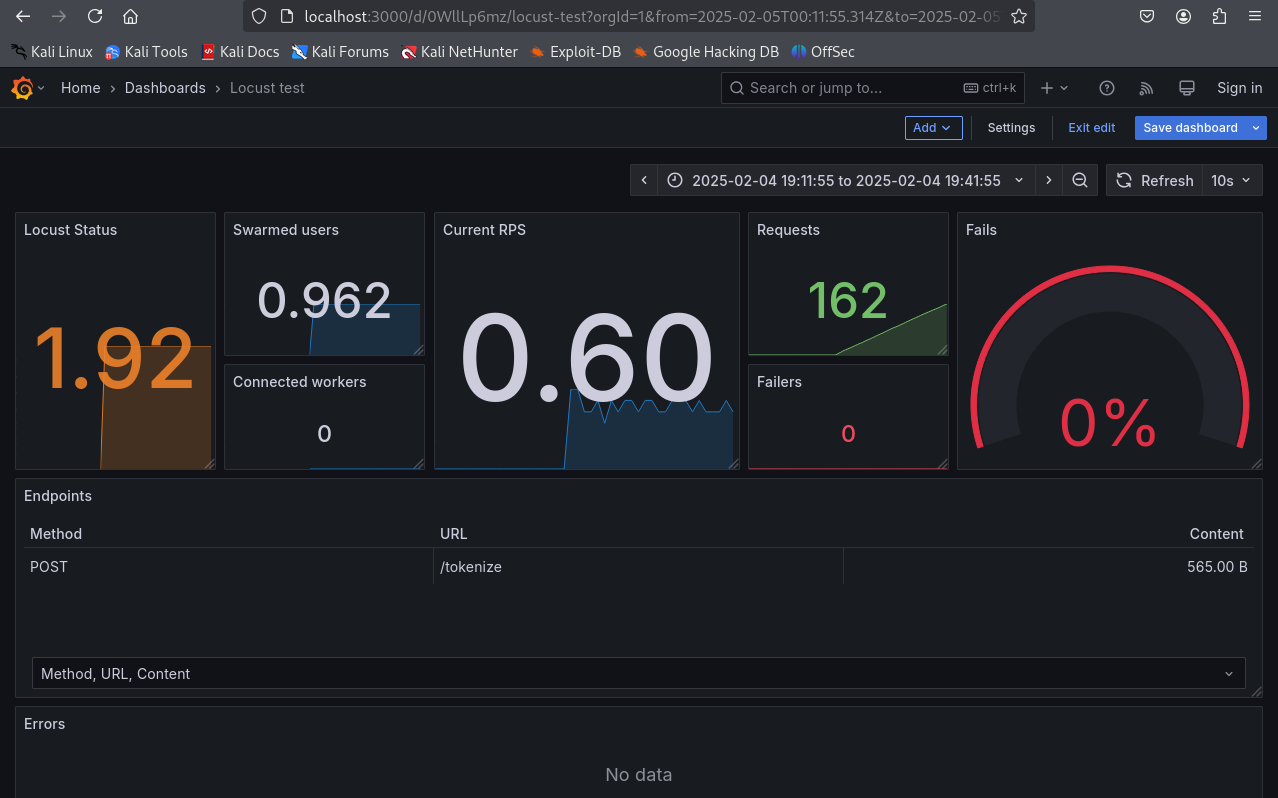 localhost:3000/d/0WllLp6mz/locust-test?orgId=1&from=2025-02-05T00:11:55.314Z&to=2025-02-05
Kali Linux Kali Tools Kali Docs Kali Forums Kali NetHunter Exploit-DB Google Hacking DB OffSec
Home › Dashboards › Locust test Search or jump to... ctrl+k Sign in
Add Settings Exit edit Save dashboard
2025-02-04 19:11:55 to 2025-02-04 19:41:55 Refresh 10s
Locust Status
1.92
Swarmed users
0.962
Connected workers
0
Current RPS
0.60
Requests
162
Failers
0
Fails
0%
Endpoints
Method URL Content
POST /tokenize 565.00 B
Method, URL, Content
Errors
No data